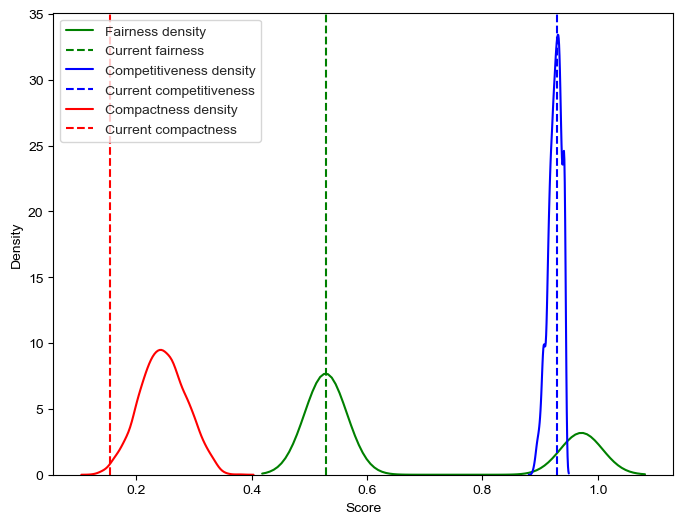 35
30
25
20
15
10
5
0
Density
Fairness density
Current fairness
Competitiveness density
Current competitiveness
Compactness density
Current compactness
0.2 0.4 0.6 0.8 1.0
Score